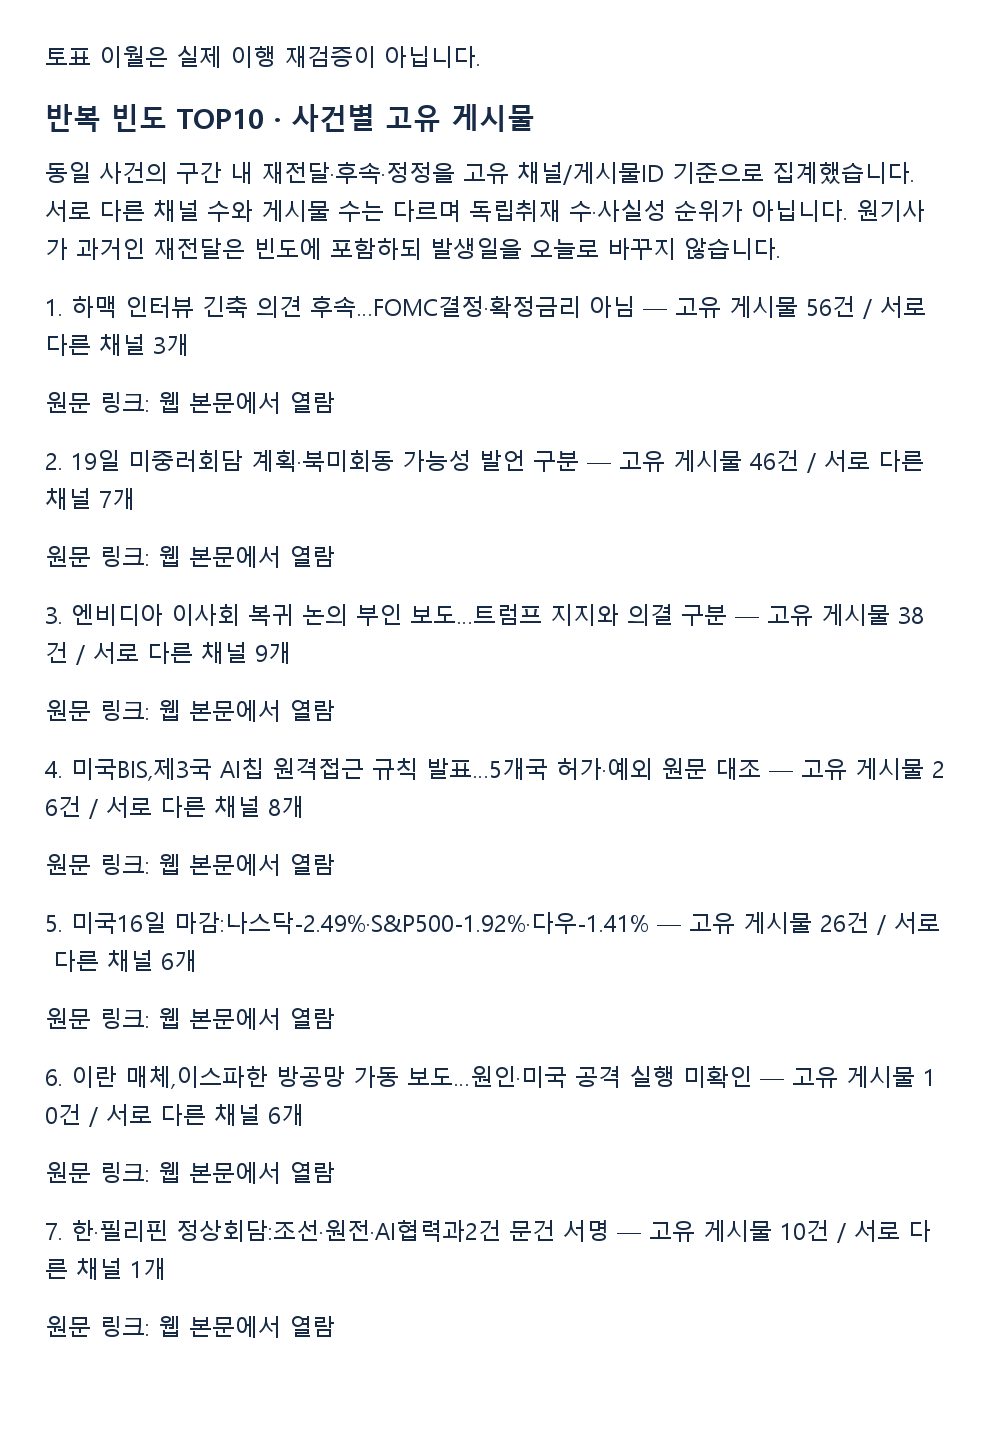 토표 이월은 실제 이행 재검증이 아닙니다.
반복 빈도 TOP10 · 사건별 고유 게시물
동일 사건의 구간 내 재전달·후속·정정을 고유 채널/게시물ID 기준으로 집계했습니다.
서로 다른 채널 수와 게시물 수는 다르며 독립취재 수·사실성 순위가 아닙니다. 원기사
가 과거인 재전달은 빈도에 포함하되 발생일을 오늘로 바꾸지 않습니다.
1. 하맥 인터뷰 긴축 의견 후속…FOMC결정·확정금리 아님 — 고유 게시물 56건 / 서로
다른 채널 3개
원문 링크: 웹 본문에서 열람
2. 19일 미중러회담 계획·북미회동 가능성 발언 구분 — 고유 게시물 46건 / 서로 다른
채널 7개
원문 링크: 웹 본문에서 열람
3. 엔비디아 이사회 복귀 논의 부인 보도…트럼프 지지와 의결 구분 — 고유 게시물 38
건 / 서로 다른 채널 9개
원문 링크: 웹 본문에서 열람
4. 미국BIS,제3국 AI칩 원격접근 규칙 발표…5개국 허가·예외 원문 대조 — 고유 게시물 2
6건 / 서로 다른 채널 8개
원문 링크: 웹 본문에서 열람
5. 미국16일 마감:나스닥-2.49%·S&P500-1.92%·다우-1.41% — 고유 게시물 26건 / 서로
다른 채널 6개
원문 링크: 웹 본문에서 열람
6. 이란 매체,이스파한 방공망 가동 보도…원인·미국 공격 실행 미확인 — 고유 게시물 1
0건 / 서로 다른 채널 6개
원문 링크: 웹 본문에서 열람
7. 한·필리핀 정상회담:조선·원전·AI협력과2건 문건 서명 — 고유 게시물 10건 / 서로 다
른 채널 1개
원문 링크: 웹 본문에서 열람